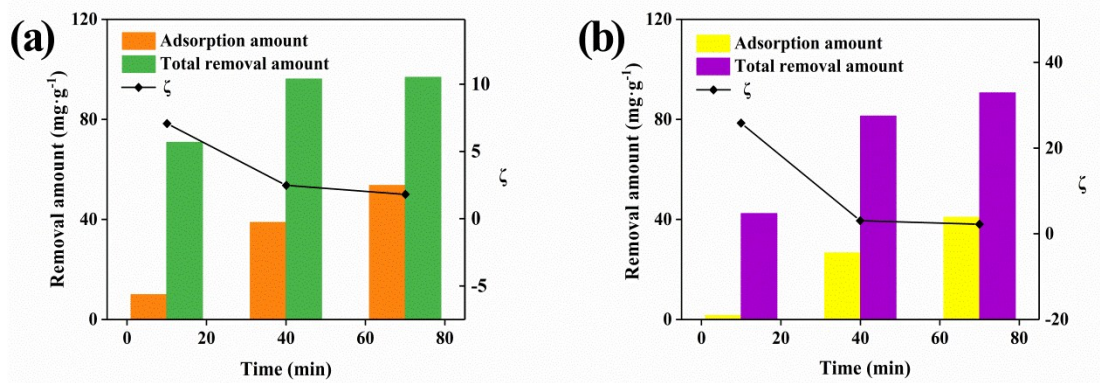 (a)
Adsorption amount
Total removal amount
ζ
Removal amount (mg·g⁻¹)
120
80
40
0
10
5
0
-5
ζ
0
20
40
60
80
Time (min)
(b)
Adsorption amount
Total removal amount
ζ
Removal amount (mg·g⁻¹)
120
80
40
0
40
20
0
-20
ζ
0
20
40
60
80
Time (min)